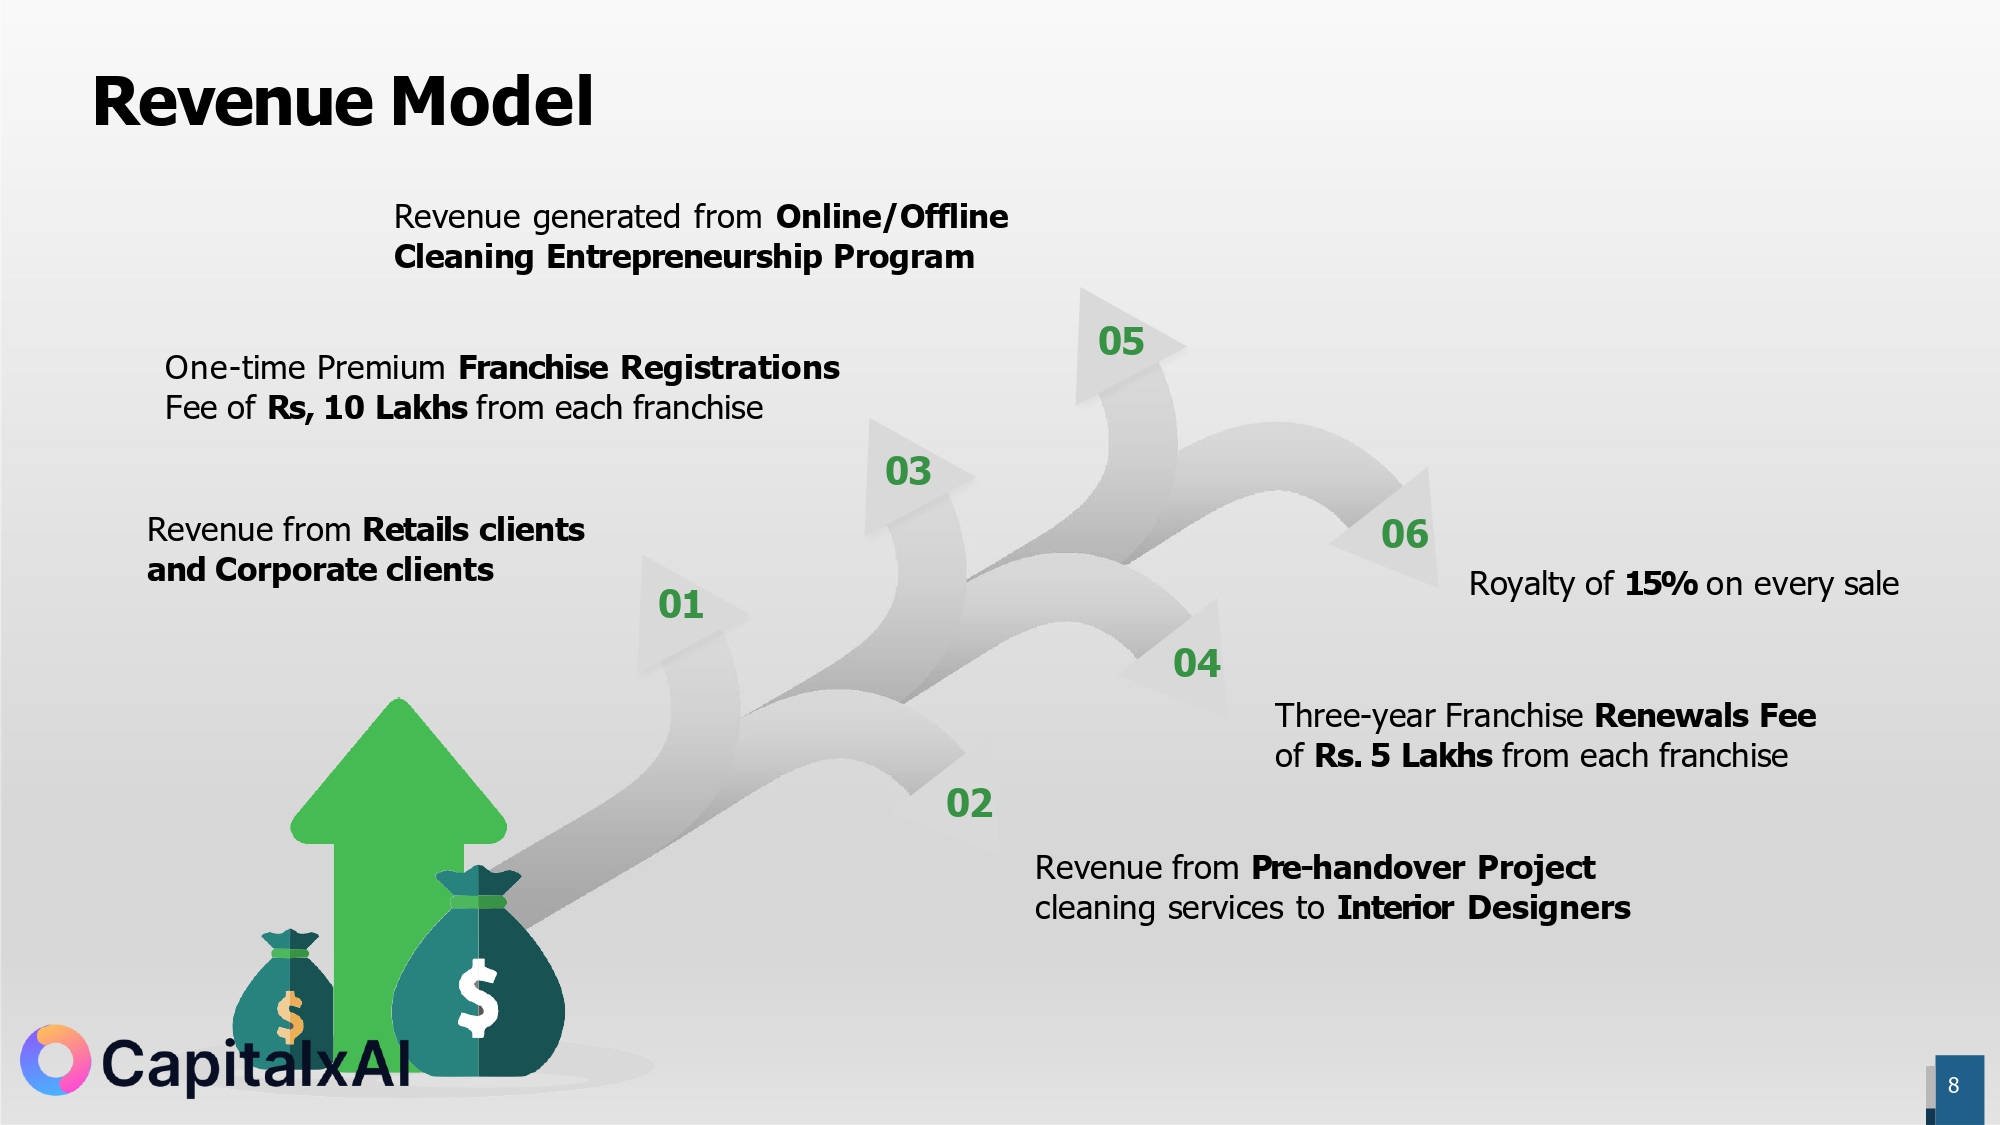 Revenue Model
Revenue generated from Online/Offline
Cleaning Entrepreneurship Program
05
One-time Premium Franchise Registrations
Fee of Rs, 10 Lakhs from each franchise
03
06
Revenue from Retails clients
and Corporate clients
01
Royalty of 15% on every sale
04
Three-year Franchise Renewals Fee
of Rs. 5 Lakhs from each franchise
02
Revenue from Pre-handover Project
cleaning services to Interior Designers
$
$
CapitalxAI
8